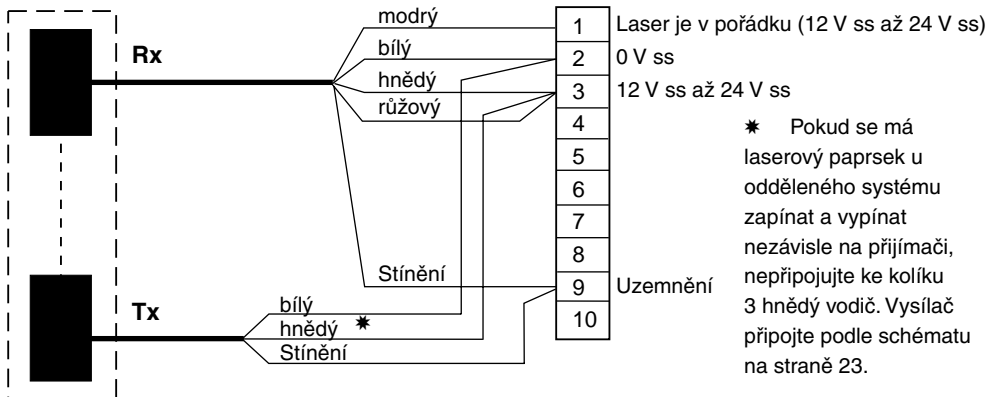 modrý
1 Laser je v pořádku (12 V ss až 24 V ss)
Rx
bílý
2 0 V ss
hnědý
3 12 V ss až 24 V ss
růžový
4
5
6
7
8
Stínění
9 Uzemnění
10
Tx
bílý
hnědý ✷
Stínění
✷ Pokud se má
laserový paprsek u
odděleného systému
zapínat a vypínat
nezávisle na přijímači,
nepřipojujte ke kolíku
3 hnědý vodič. Vysílač
připojte podle schématu
na straně 23.